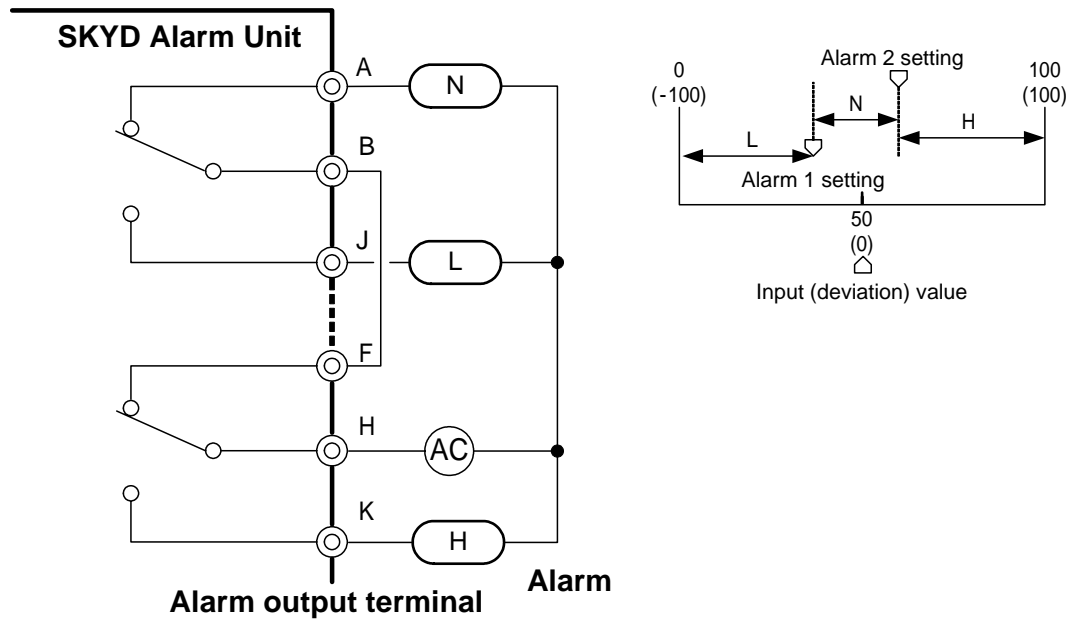 SKYD Alarm Unit
A
N
B
J
L
F
H
AC
K
H
Alarm output terminal
Alarm
0
(-100)
Alarm 2 setting
100
(100)
N
L
H
Alarm 1 setting
50
(0)
Input (deviation) value